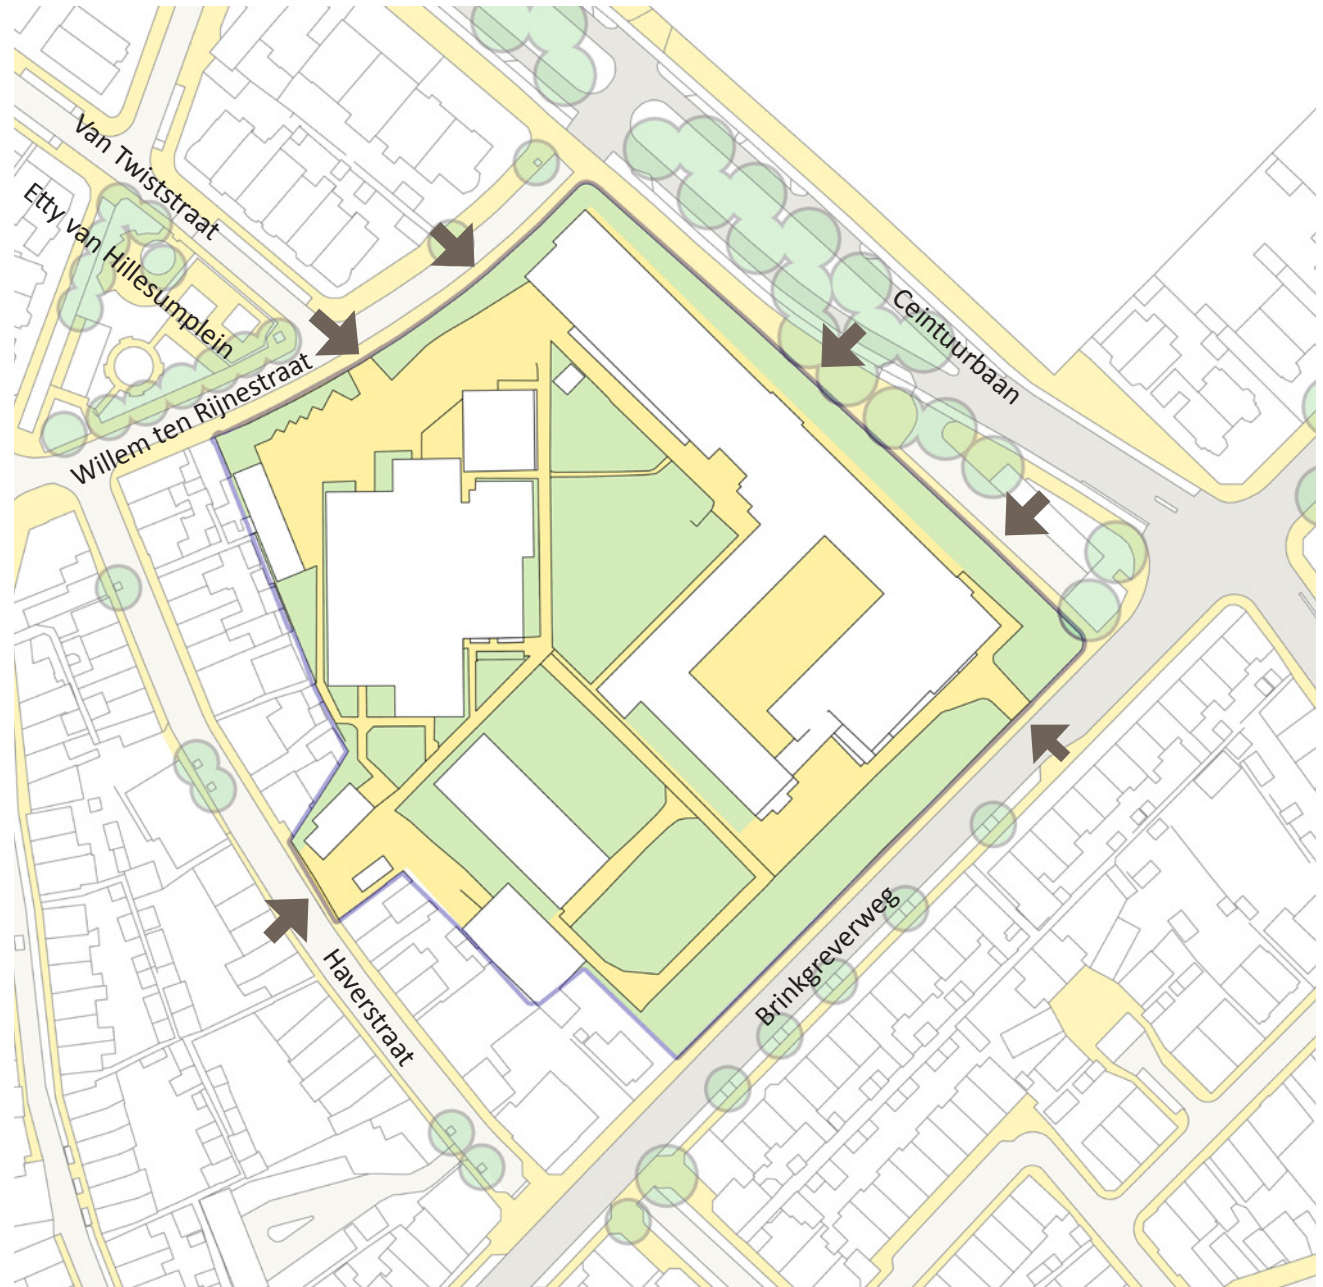 Van Twiststraat
Etty van Hillesumplein
Willem ten Rijnestraat
Ceintuurbaan
Brinkgreverweg
Haverstraat